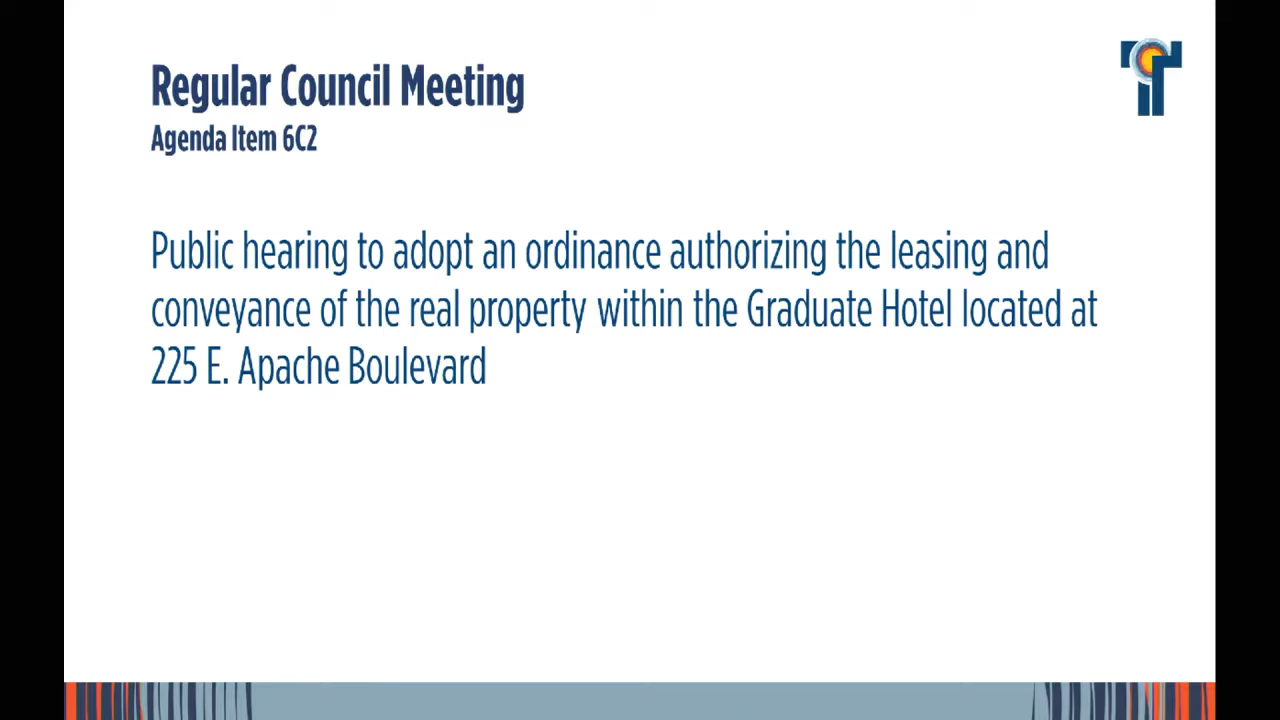 Regular Council Meeting
Agenda Item 6C2
Public hearing to adopt an ordinance authorizing the leasing and
conveyance of the real property within the Graduate Hotel located at
225 E. Apache Boulevard